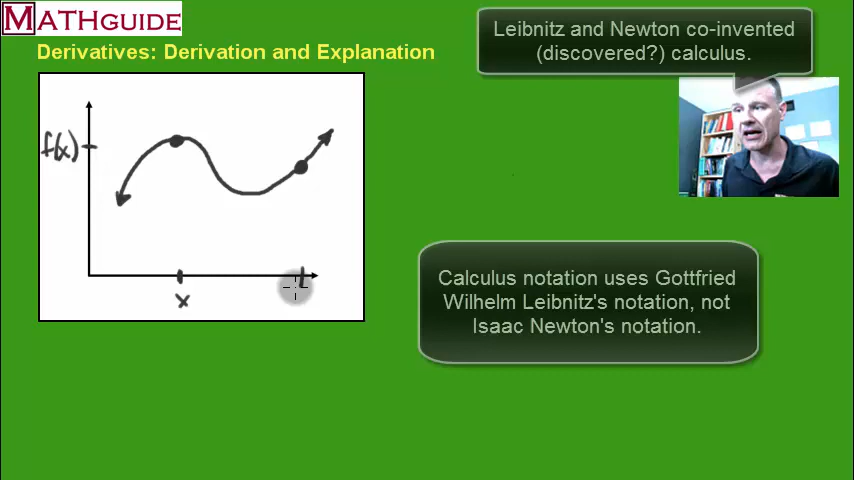 MATHGUIDE
Derivatives: Derivation and Explanation
Leibnitz and Newton co-invented
(discovered?) calculus.
f(x)
x
Calculus notation uses Gottfried
Wilhelm Leibnitz's notation, not
Isaac Newton's notation.